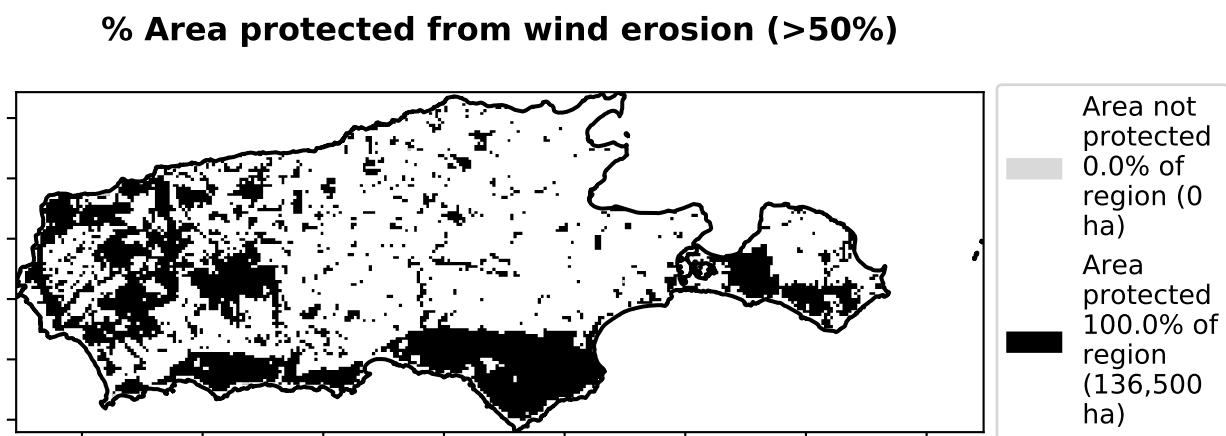 % Area protected from wind erosion (>50%)
Area not
protected
0.0% of
region (0
ha)
Area
protected
100.0% of
region
(136,500
ha)